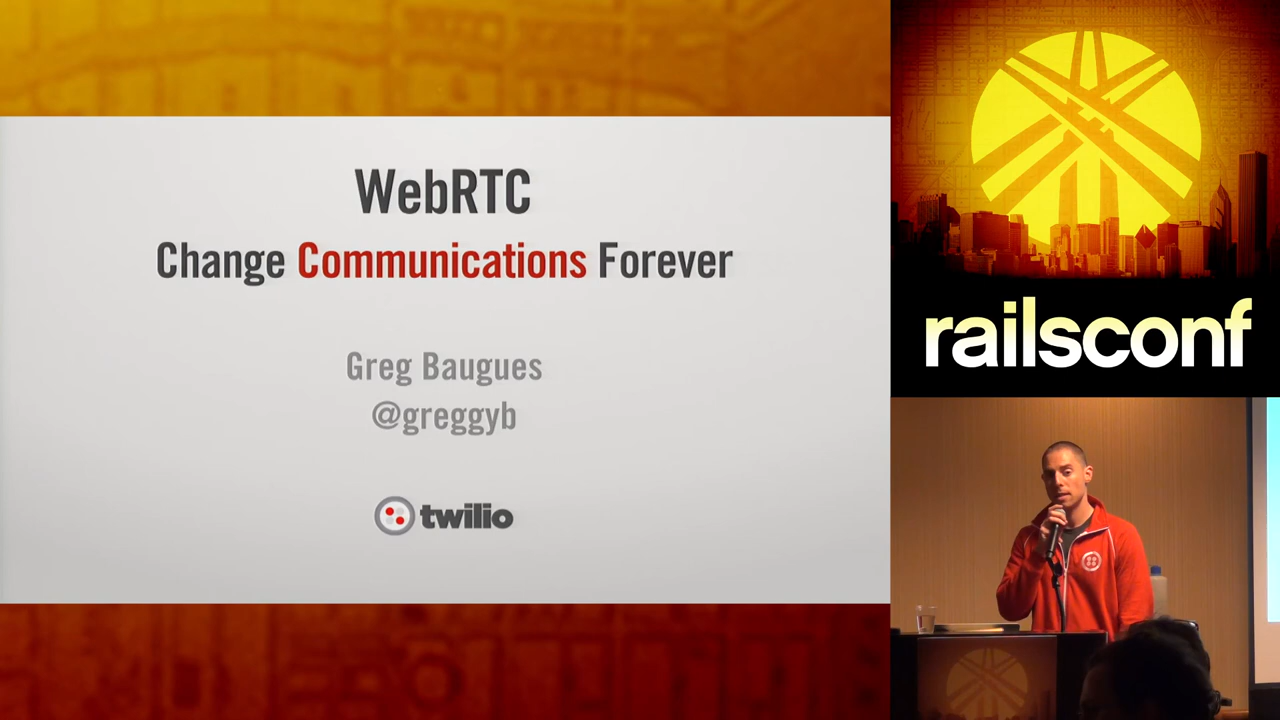 WebRTC
Change Communications Forever
Greg Baugues
@greggyb
twilio
railsconf